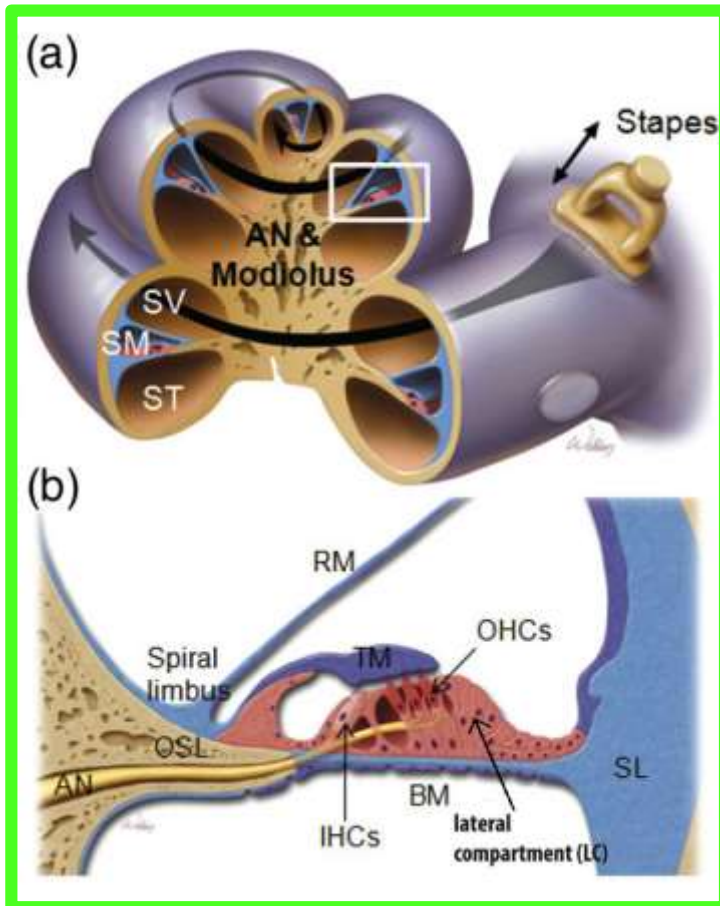 (a)
Stapes
AN &
Modiolus
SV
SM
ST
(b)
RM
OHCs
TM
Spiral
limbus
OSL
AN
SL
BM
IHCs
lateral
compartment (LC)